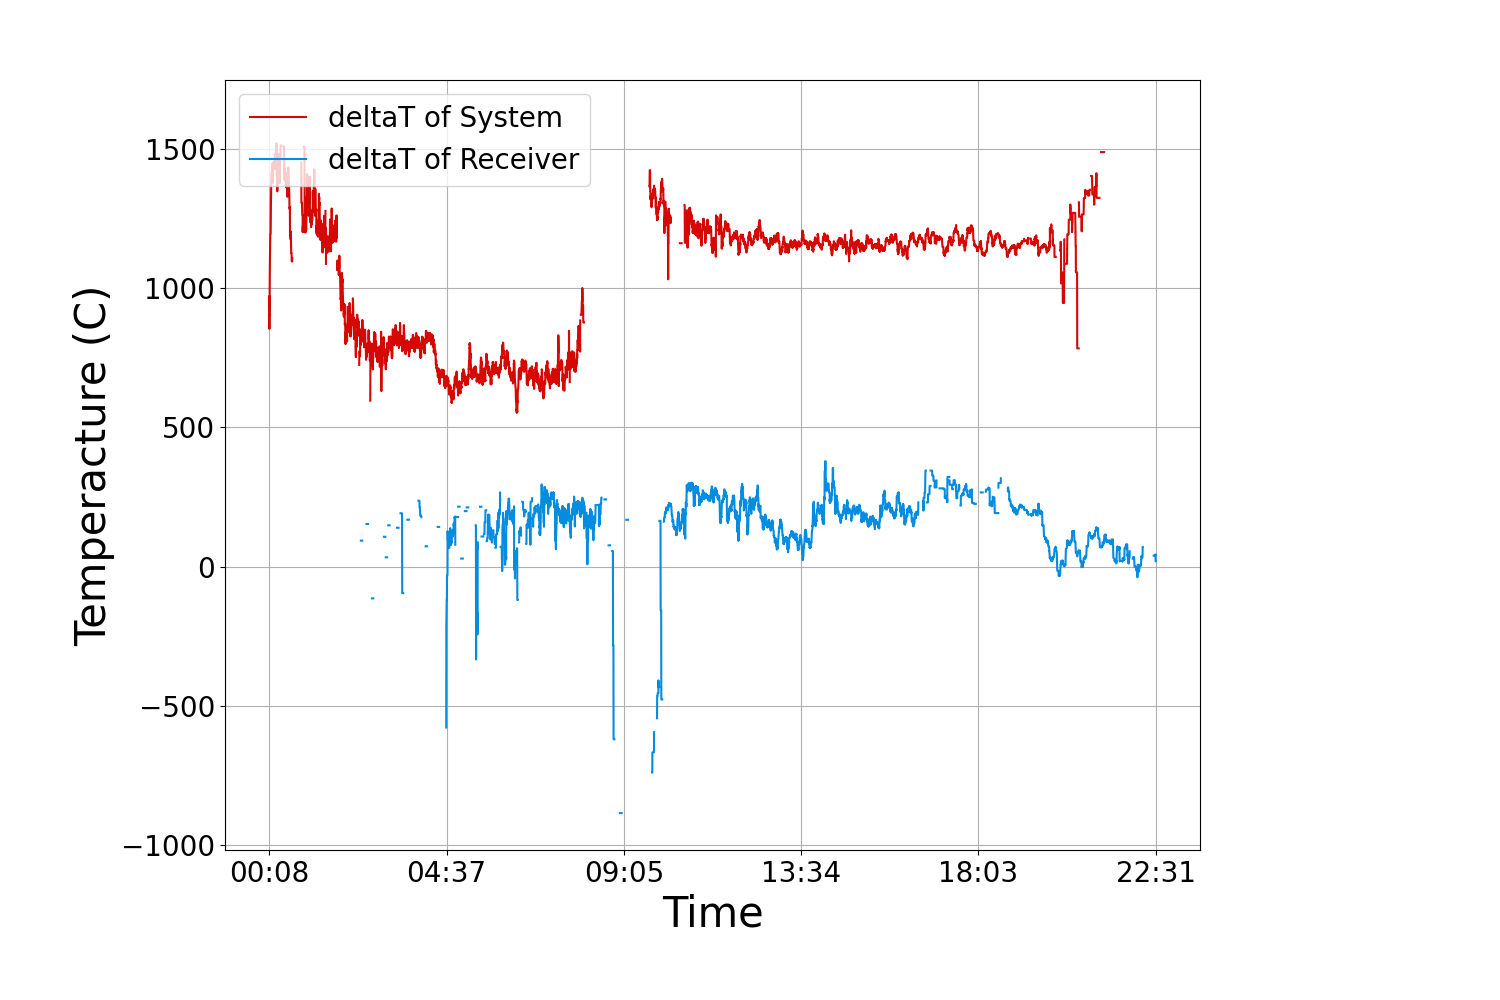 deltaT of System
deltaT of Receiver
1500
1000
500
0
−500
−1000
Temperacture (C)
00:08 04:37 09:05 13:34 18:03 22:31
Time